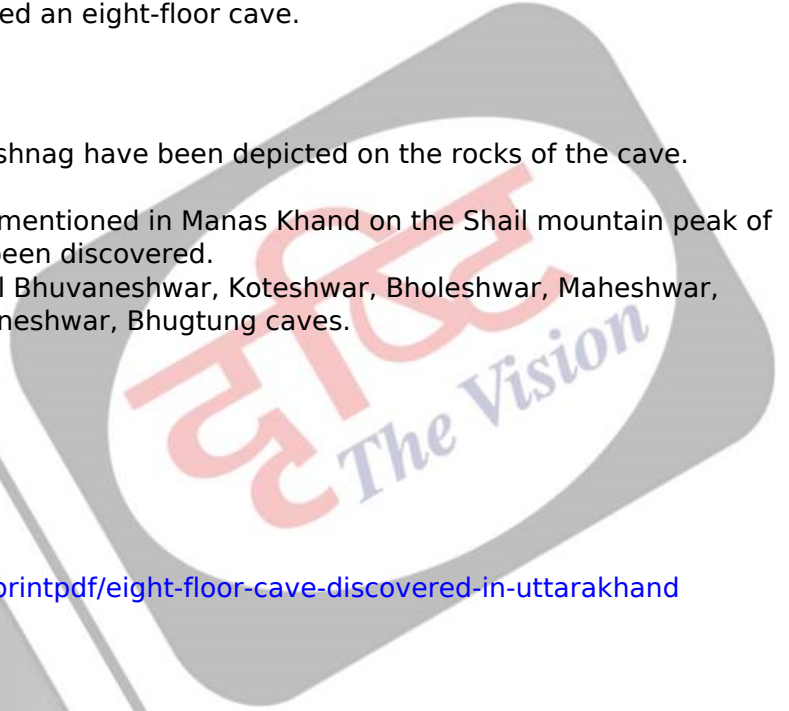 ed an eight-floor cave.
shnag have been depicted on the rocks of the cave.
mentioned in Manas Khand on the Shail mountain peak of
been discovered.
l Bhuvaneshwar, Koteshwar, Bholeshwar, Maheshwar,
neshwar, Bhugtung caves.
दृष्टि
The Vision
printpdf/eight-floor-cave-discovered-in-uttarakhand